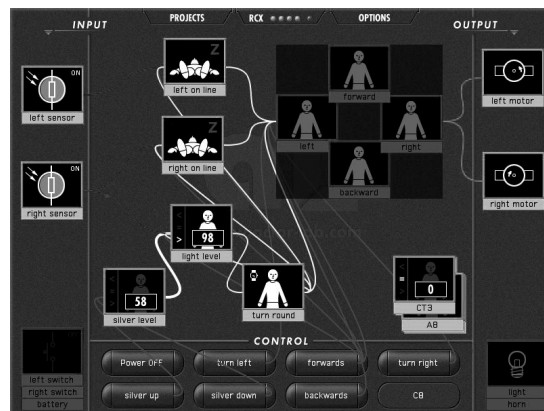 INPUT
PROJECTS
RCX
OPTIONS
OUTPUT
ON
Z
left on line
forward
left sensor
left motor
Z
left
right
ON
right on line
backward
right sensor
right motor
<
=
>
98
light level
<
=
>
58
silver level
turn round
<
=
>
0
CT3
A8
CONTROL
Power OFF
turn left
forwards
turn right
silver up
silver down
backwards
C8
left switch
right switch
battery
light
horn